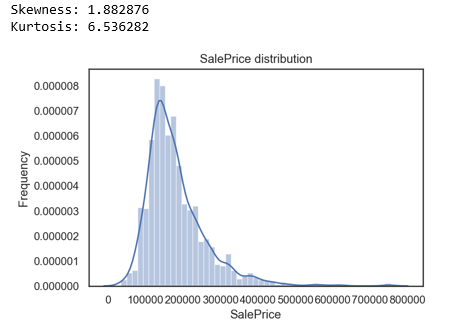 Skewness: 1.882876
Kurtosis: 6.536282
SalePrice distribution
0.000008
0.000007
0.000006
0.000005
0.000004
0.000003
0.000002
0.000001
0.000000
Frequency
0 100000 200000 300000 400000 500000 600000 700000 800000
SalePrice